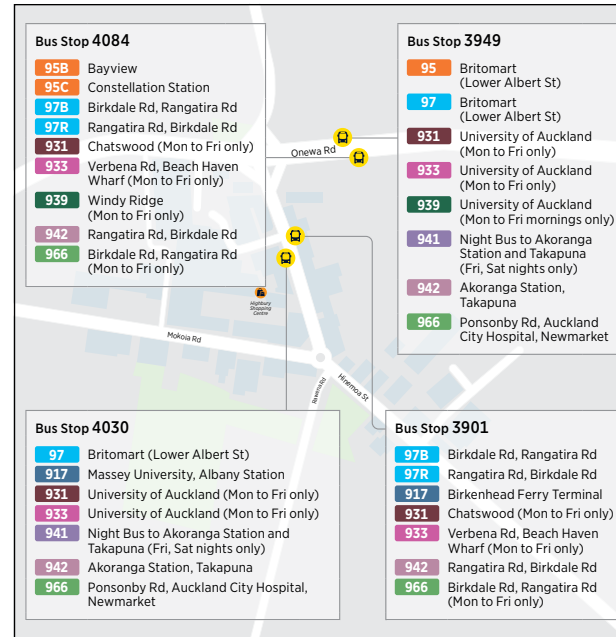 Bus Stop 4084
95B Bayview
95C Constellation Station
97B Birkdale Rd, Rangatira Rd
97R Rangatira Rd, Birkdale Rd
931 Chatswood (Mon to Fri only)
933 Verbena Rd, Beach Haven
Wharf (Mon to Fri only)
939 Windy Ridge
(Mon to Fri only)
942 Rangatira Rd, Birkdale Rd
966 Birkdale Rd, Rangatira Rd
(Mon to Fri only)
Bus Stop 3949
95 Britomart
(Lower Albert St)
97 Britomart
(Lower Albert St)
931 University of Auckland
(Mon to Fri only)
933 University of Auckland
(Mon to Fri only)
939 University of Auckland
(Mon to Fri mornings only)
941 Night Bus to Akoranga
Station and Takapuna
(Fri, Sat nights only)
942 Akoranga Station,
Takapuna
966 Ponsonby Rd, Auckland
City Hospital, Newmarket
Onewa Rd
Highbury
Shopping
Centre
Mokoia Rd
Rawene Rd
Hinemoa St
Bus Stop 4030
97 Britomart (Lower Albert St)
917 Massey University, Albany Station
931 University of Auckland (Mon to Fri only)
933 University of Auckland (Mon to Fri only)
941 Night Bus to Akoranga Station and
Takapuna (Fri, Sat nights only)
942 Akoranga Station, Takapuna
966 Ponsonby Rd, Auckland City Hospital,
Newmarket
Bus Stop 3901
97B Birkdale Rd, Rangatira Rd
97R Rangatira Rd, Birkdale Rd
917 Birkenhead Ferry Terminal
931 Chatswood (Mon to Fri only)
933 Verbena Rd, Beach Haven
Wharf (Mon to Fri only)
942 Rangatira Rd, Birkdale Rd
966 Birkdale Rd, Rangatira Rd
(Mon to Fri only)